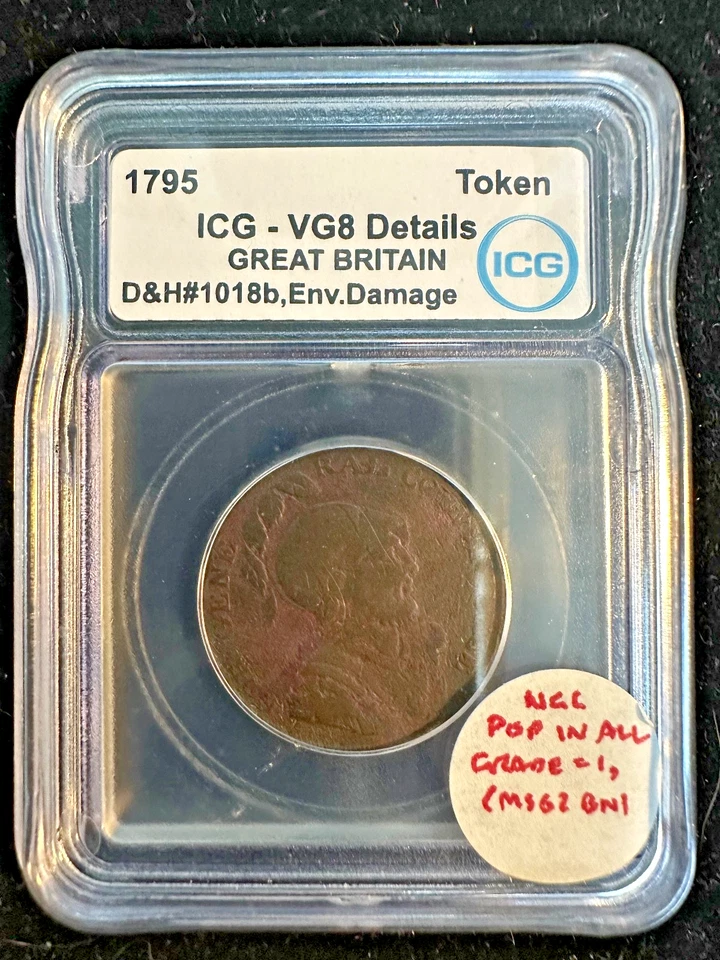 1795 Token
ICG - VG8 Details
GREAT BRITAIN
ICG
D&H#1018b,Env.Damage
NGC
POP IN ALL
GRADE = 1,
(MS62 BN)